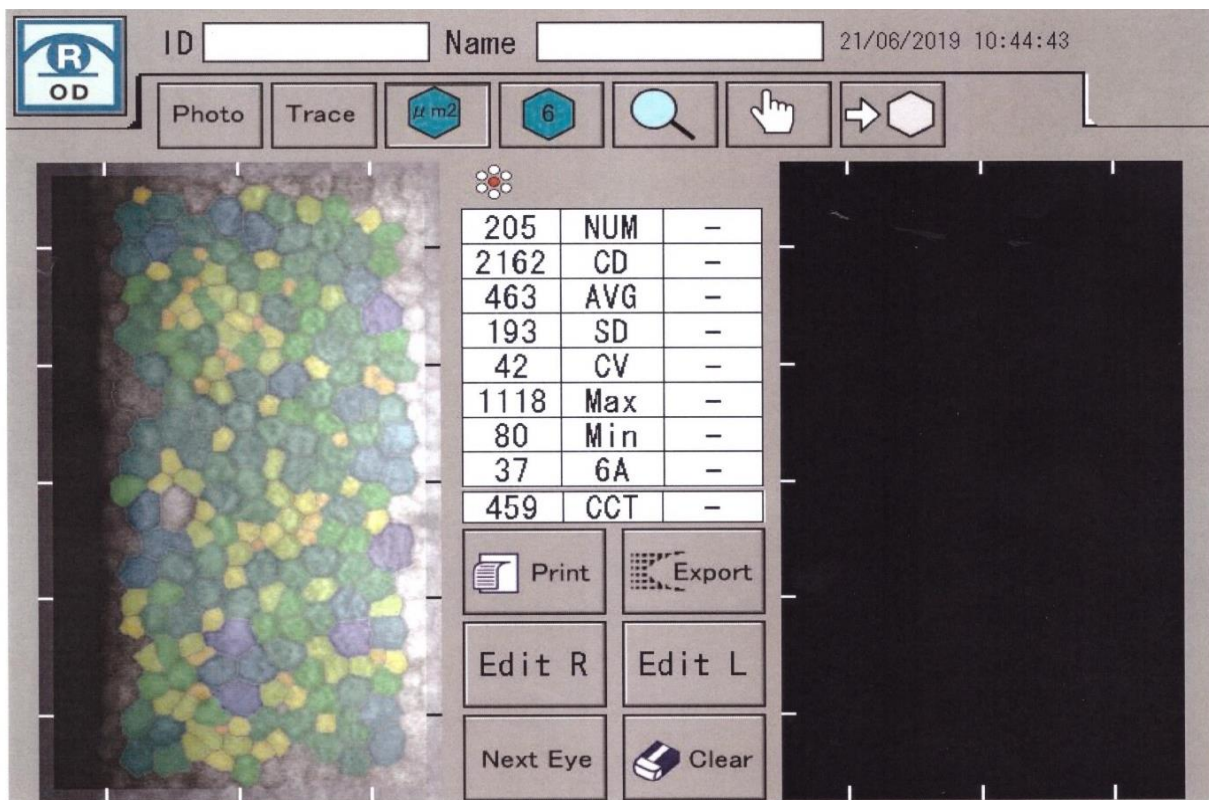 R
OD
ID
Name
21/06/2019 10:44:43
Photo
Trace
μm2
6
205 NUM –
2162 CD –
463 AVG –
193 SD –
42 CV –
1118 Max –
80 Min –
37 6A –
459 CCT –
Print
Export
Edit R
Edit L
Next Eye
Clear